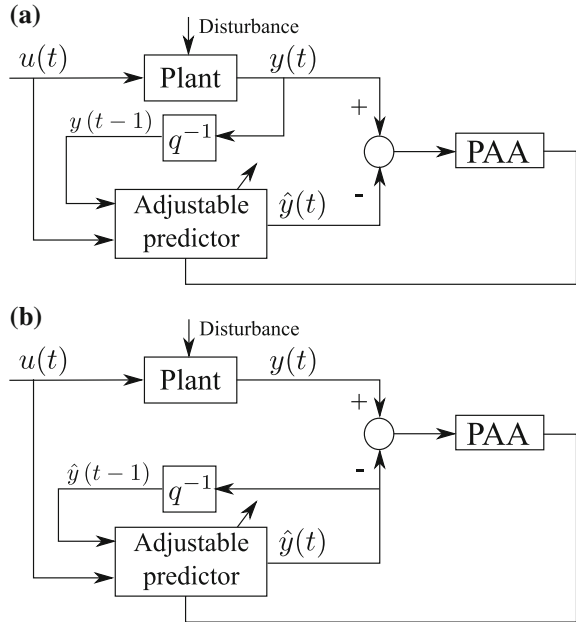 (a)
Disturbance
u(t)
Plant
y(t)
y(t−1)
q⁻¹
+
PAA
-
Adjustable
predictor
ŷ(t)
(b)
Disturbance
u(t)
Plant
y(t)
+
PAA
-
ŷ(t−1)
q⁻¹
Adjustable
predictor
ŷ(t)